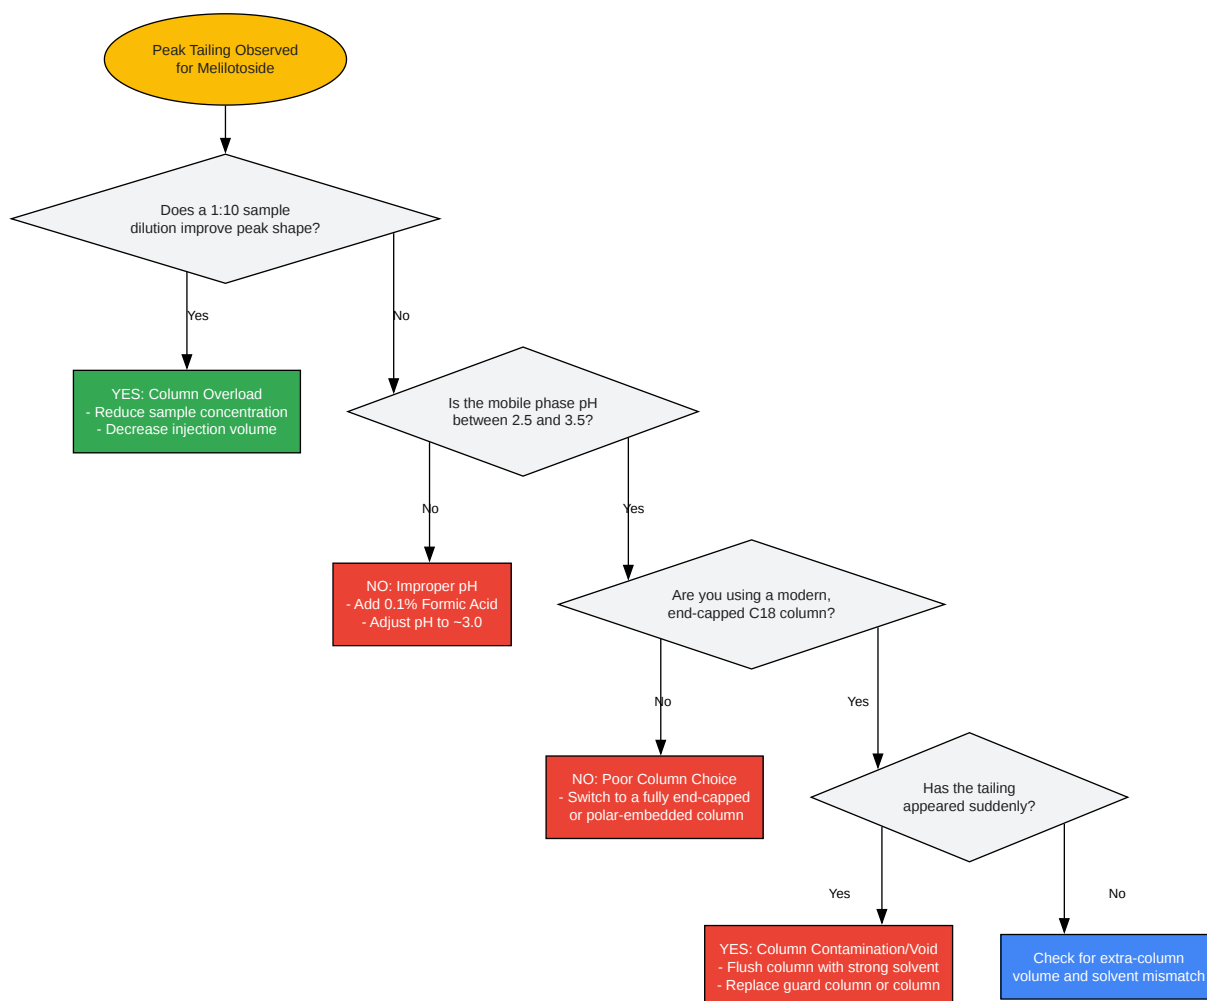 Peak Tailing Observed
for Melilotoside
Does a 1:10 sample
dilution improve peak shape?
Yes
No
YES: Column Overload
- Reduce sample concentration
- Decrease injection volume
Is the mobile phase pH
between 2.5 and 3.5?
No
Yes
NO: Improper pH
- Add 0.1% Formic Acid
- Adjust pH to ~3.0
Are you using a modern,
end-capped C18 column?
No
Yes
NO: Poor Column Choice
- Switch to a fully end-capped
or polar-embedded column
Has the tailing
appeared suddenly?
Yes
No
YES: Column Contamination/Void
- Flush column with strong solvent
- Replace guard column or column
Check for extra-column
volume and solvent mismatch